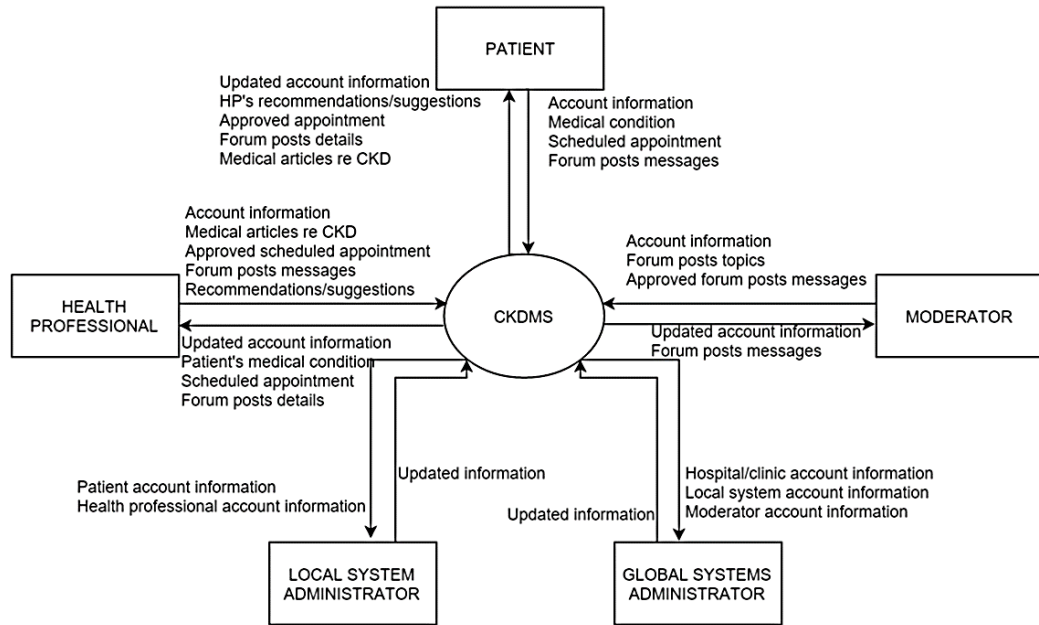 PATIENT
Updated account information
HP's recommendations/suggestions
Approved appointment
Forum posts details
Medical articles re CKD
Account information
Medical condition
Scheduled appointment
Forum posts messages
Account information
Medical articles re CKD
Approved scheduled appointment
Forum posts messages
Recommendations/suggestions
Account information
Forum posts topics
Approved forum posts messages
HEALTH
PROFESSIONAL
CKDMS
MODERATOR
Updated account information
Patient's medical condition
Scheduled appointment
Forum posts details
Updated account information
Forum posts messages
Patient account information
Health professional account information
Updated information
Updated information
Hospital/clinic account information
Local system account information
Moderator account information
LOCAL SYSTEM
ADMINISTRATOR
GLOBAL SYSTEMS
ADMINISTRATOR